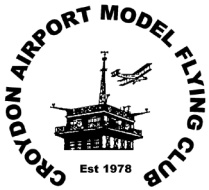 CROYDON AIRPORT MODEL FLYING CLUB
Est 1978